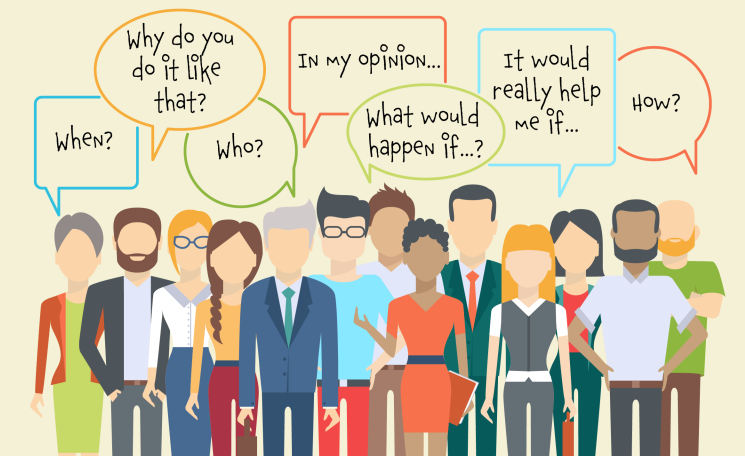 When?
Why do you
do it like
that?
Who?
In my opinion...
What would
happen if...?
It would
really help
me if...
How?